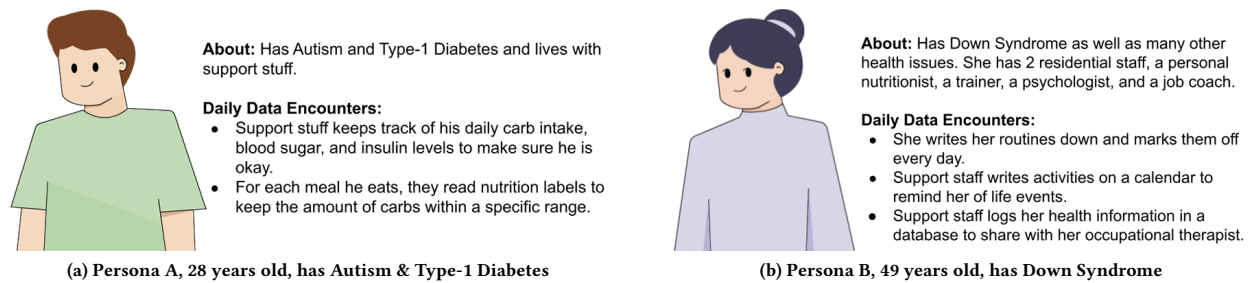 About: Has Autism and Type-1 Diabetes and lives with
support stuff.
Daily Data Encounters:
● Support stuff keeps track of his daily carb intake,
blood sugar, and insulin levels to make sure he is
okay.
● For each meal he eats, they read nutrition labels to
keep the amount of carbs within a specific range.
(a) Persona A, 28 years old, has Autism & Type-1 Diabetes
About: Has Down Syndrome as well as many other
health issues. She has 2 residential staff, a personal
nutritionist, a trainer, a psychologist, and a job coach.
Daily Data Encounters:
● She writes her routines down and marks them off
every day.
● Support staff writes activities on a calendar to
remind her of life events.
● Support staff logs her health information in a
database to share with her occupational therapist.
(b) Persona B, 49 years old, has Down Syndrome